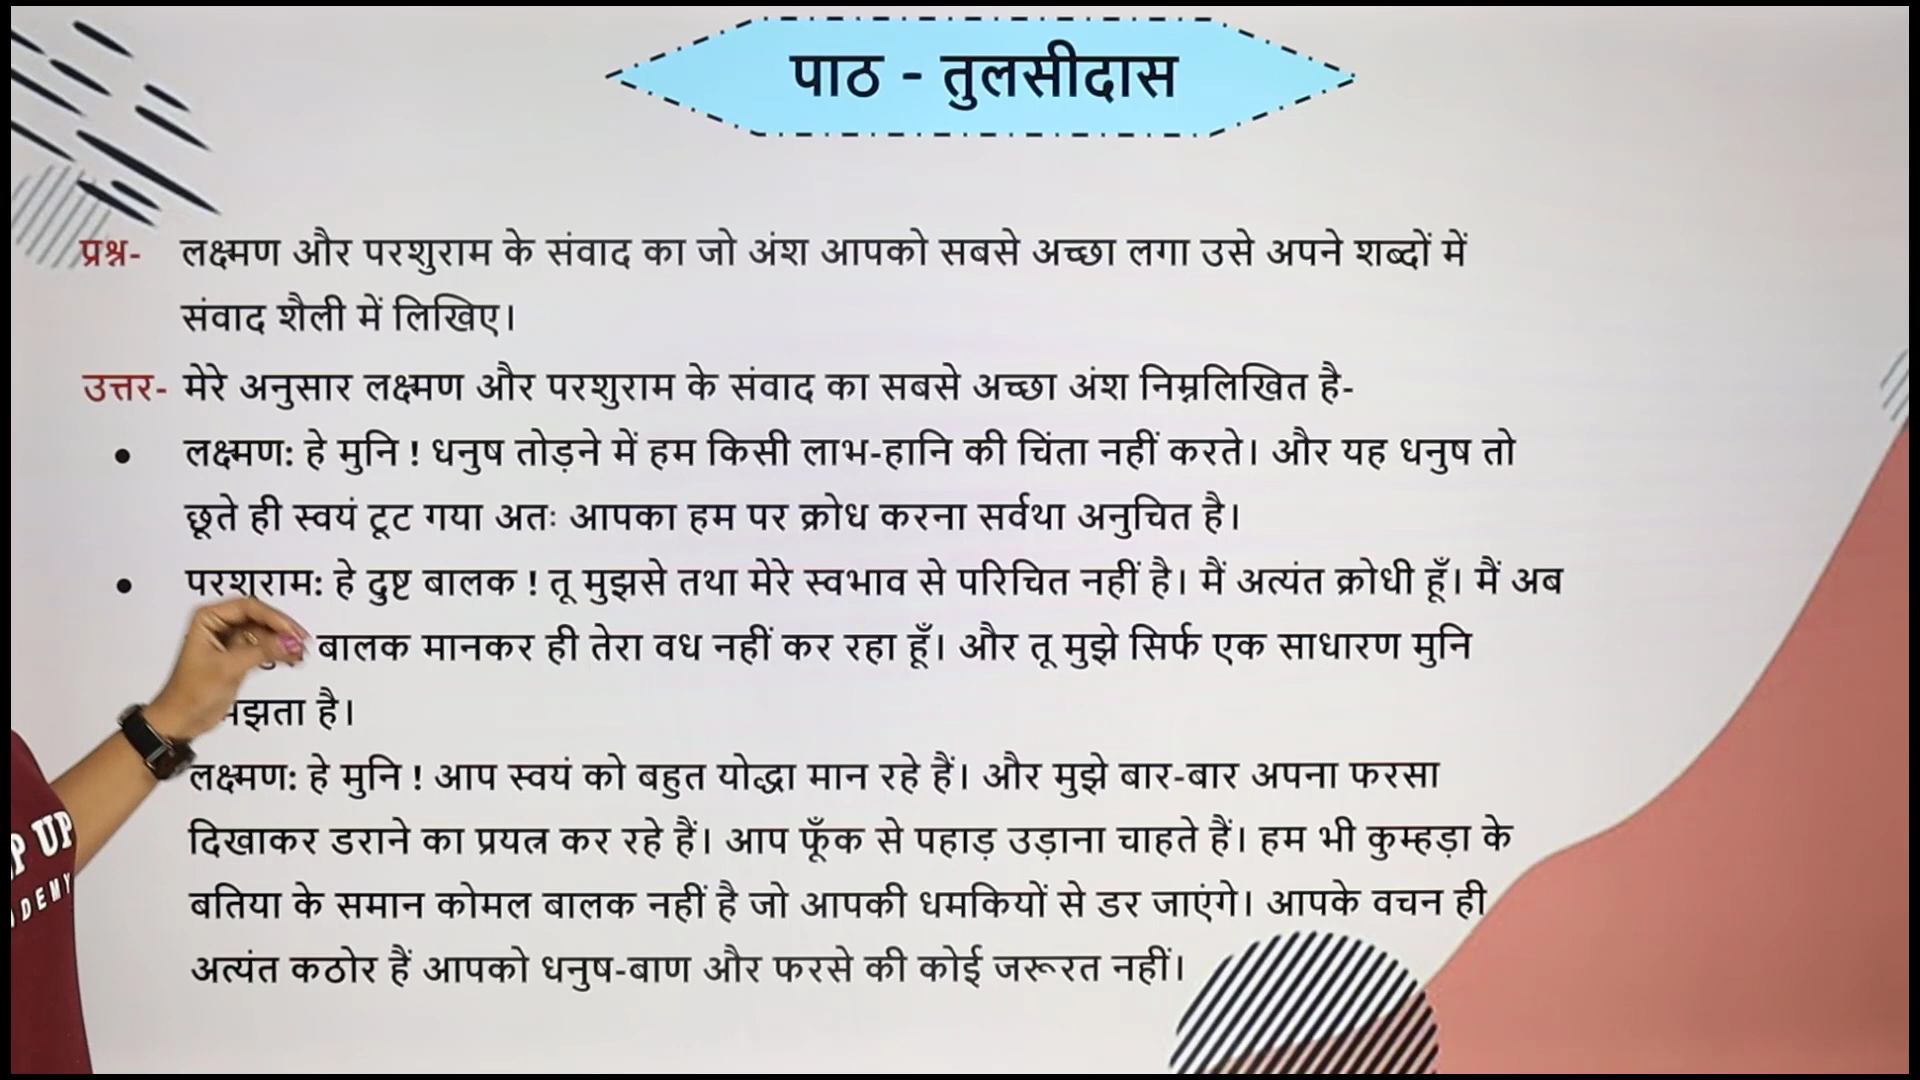 पाठ - तुलसीदास
प्रश्न- लक्ष्मण और परशुराम के संवाद का जो अंश आपको सबसे अच्छा लगा उसे अपने शब्दों में
संवाद शैली में लिखिए।
उत्तर- मेरे अनुसार लक्ष्मण और परशुराम के संवाद का सबसे अच्छा अंश निम्नलिखित है-
• लक्ष्मण: हे मुनि ! धनुष तोड़ने में हम किसी लाभ-हानि की चिंता नहीं करते। और यह धनुष तो
छूते ही स्वयं टूट गया अतः आपका हम पर क्रोध करना सर्वथा अनुचित है।
• परशुराम: हे दुष्ट बालक ! तू मुझसे तथा मेरे स्वभाव से परिचित नहीं है। मैं अत्यंत क्रोधी हूँ। मैं अब
बालक मानकर ही तेरा वध नहीं कर रहा हूँ। और तू मुझे सिर्फ एक साधारण मुनि
है।
लक्ष्मण: हे मुनि ! आप स्वयं को बहुत योद्धा मान रहे हैं। और मुझे बार-बार अपना फरसा
दिखाकर डराने का प्रयत्न कर रहे हैं। आप फूँक से पहाड़ उड़ाना चाहते हैं। हम भी कुम्हड़ा के
बतिया के समान कोमल बालक नहीं है जो आपकी धमकियों से डर जाएंगे। आपके वचन ही
अत्यंत कठोर हैं आपको धनुष-बाण और फरसे की कोई जरूरत नहीं।
UP